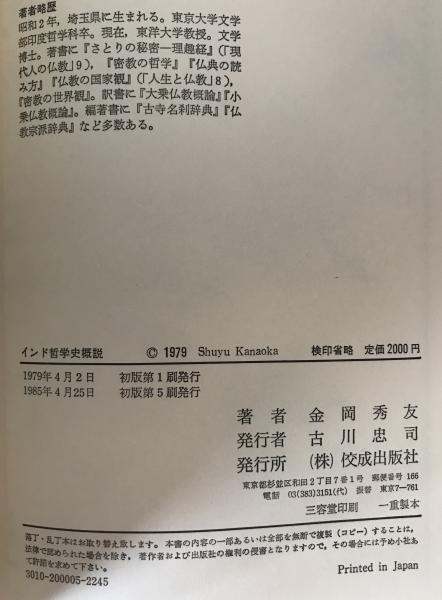 著者略歴
昭和2年，埼玉県に生まれる。東京大学文学
部印度哲学科卒。現在，東洋大学教授。文学
博士。著書に『さとりの秘密―理趣経』（「現
代人の仏教」9），『密教の哲学』『仏典の読
み方』『仏教の国家観』（「人生と仏教」8），
『密教の世界観』。訳書に『大乗仏教概論』『小
乗仏教概論』。編著書に『古寺名刹辞典』『仏
教宗派辞典』など多数ある。
インド哲学史概説 © 1979 Shuyu Kanaoka 検印省略 定価2000円
1979年4月2日 初版第1刷発行
1985年4月25日 初版第5刷発行
著者 金岡秀友
発行者 古川忠司
発行所 （株）佼成出版社
東京都杉並区和田2丁目7番1号 郵便番号 166
電話 03(383)3151(代) 振替 東京7―761
三容堂印刷 一重製本
落丁・乱丁本はお取り替え致します。本書の内容の一部あるいは全部を無断で複製（コピー）することは，
法律で認められた場合を除き，著作者および出版社の権利の侵害となりますので，その場合には予め小社あ
て許諾を求めて下さい。
3010-200005-2245
Printed in Japan